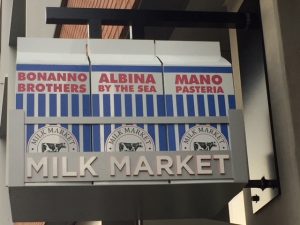 BONANNO
BROTHERS
ALBINA
BY THE SEA
MANO
PASTERIA
MILK MARKET
MILK MARKET
MILK MARKET
MILK MARKET